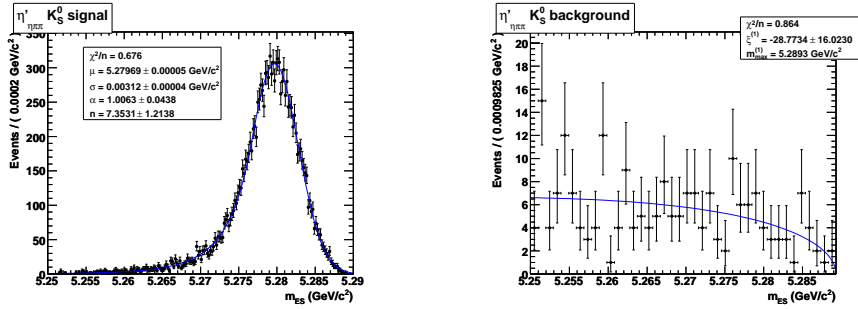 η'ηππ K⁰S signal
χ²/n = 0.676
μ = 5.27969 ± 0.00005 GeV/c²
σ = 0.00312 ± 0.00004 GeV/c²
α = 1.0063 ± 0.0438
n = 7.3531 ± 1.2138
Events / ( 0.0002 GeV/c² )
300
250
200
150
100
50
0
5.25 5.255 5.26 5.265 5.27 5.275 5.28 5.285 5.29
mES (GeV/c²)
η'ηππ K⁰S background
χ²/n = 0.864
ξ⁽¹⁾ = -28.7734 ± 16.0230
m⁽¹⁾max = 5.2893 GeV/c²
Events / ( 0.0009825 GeV/c² )
20
18
16
14
12
10
8
6
4
2
0
5.25 5.255 5.26 5.265 5.27 5.275 5.28 5.285
mES (GeV/c²)